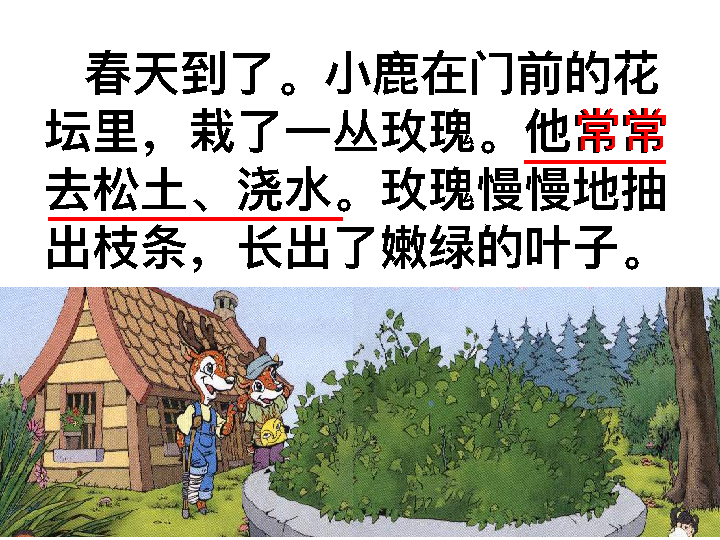 春天到了。小鹿在门前的花
坛里，栽了一丛玫瑰。他常常
去松土、浇水。玫瑰慢慢地抽
出枝条，长出了嫩绿的叶子。